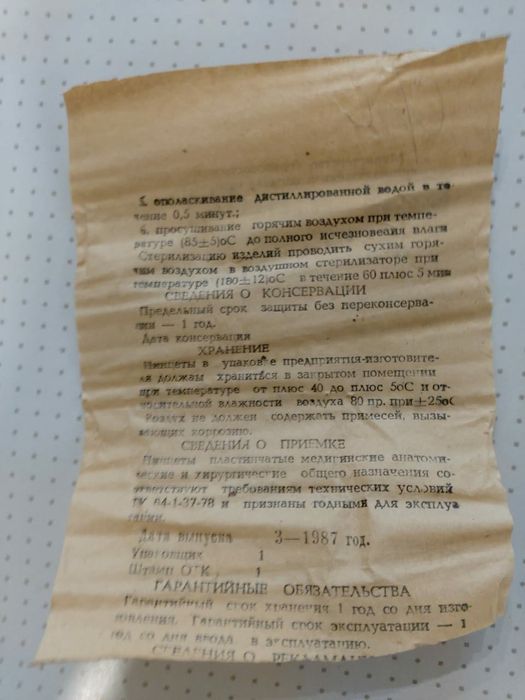 5. ополаскивание дистиллированной водой в те-
чение 0,5 минут.;
6. просушивание горячим воздухом при темпе-
ратуре (85±5)оС до полного исчезновеаия влаги
Стерилизацию изделий проводить сухим горя-
чим воздухом в воздушном стерилизаторе при
температуре (180±12)оС в течение 60 плюс 5 мин
СВЕДЕНИЯ О КОНСЕРВАЦИИ
Предельный срок защиты без переконсерва-
ции — 1 год.
Дата консервации
ХРАНЕНИЕ
Пинцеты в упаковке предприятия-изготовите-
ля должны храниться в закрытом помещении
при температуре от плюс 40 до плюс 5оС и от-
носительной влажности воздуха 80 пр. при+25оС
Воздух не должен содержать примесей, вызы-
вающих коррозию.
СВЕДЕНИЯ О ПРИЕМКЕ
Пинцеты пластинчатые медицинские анатоми-
ческие и хирургические общего назначения со-
ответствуют требованиям технических условий
ТУ 64-1-37-78 и признаны годными для эксплуа
тации.
Дата выпуска 3—1987 год.
Упаковщик 1
Штамп ОТК 1
ГАРАНТИЙНЫЕ ОБЯЗАТЕЛЬСТВА
Гарантийный срок хранения 1 год со дня изго-
товления. Гарантийный срок эксплуатации — 1
год со дня ввода в эксплуатацию.
СВЕДЕНИЯ О